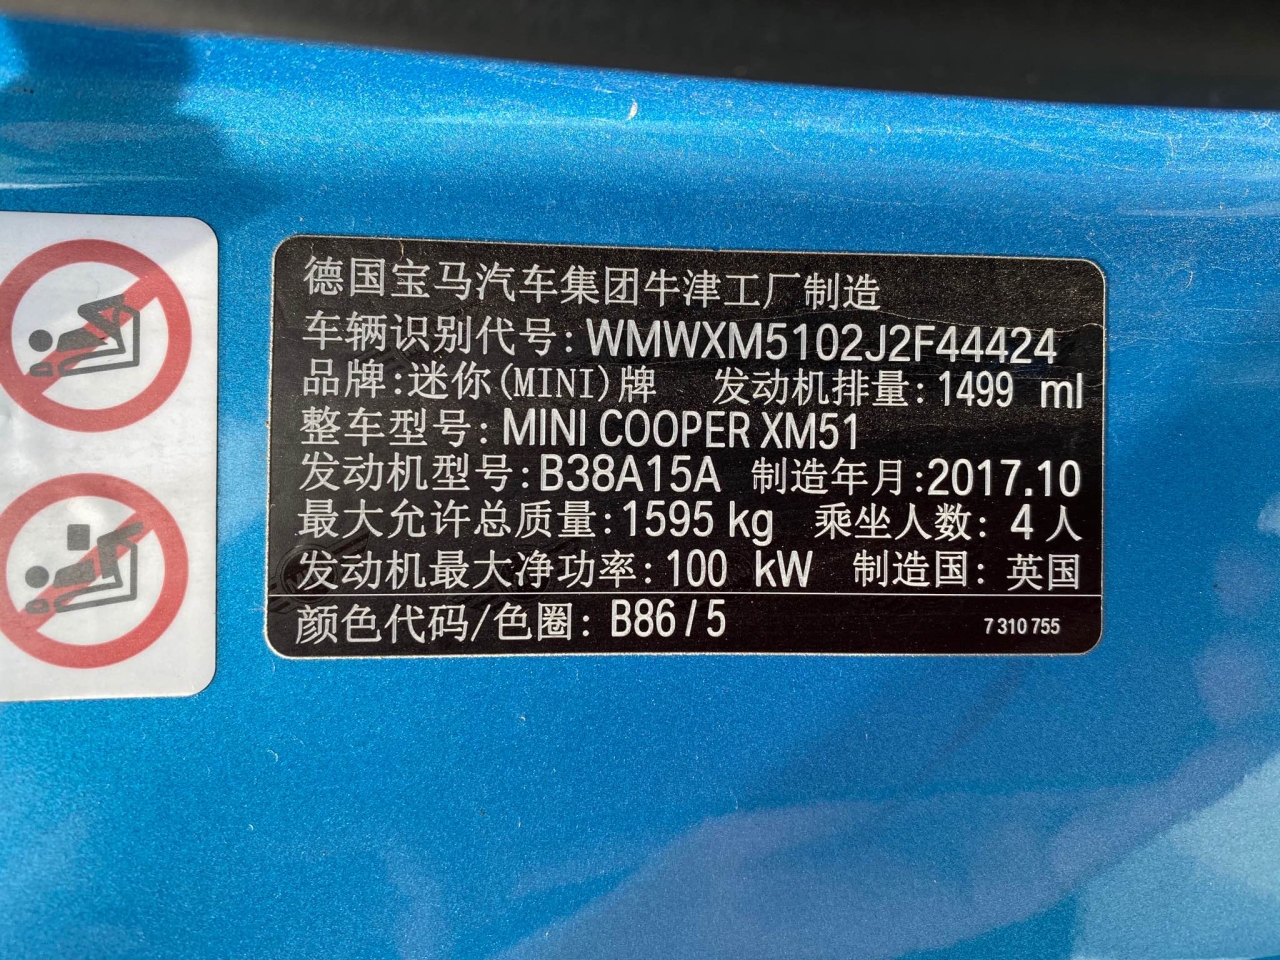 德国宝马汽车集团牛津工厂制造
车辆识别代号:WMWXM5102J2F44424
品牌:迷你(MINI)牌 发动机排量:1499 ml
整车型号:MINI COOPER XM51
发动机型号:B38A15A 制造年月:2017.10
最大允许总质量:1595 kg 乘坐人数:4人
发动机最大净功率:100 kW 制造国:英国
颜色代码/色圈:B86/5 7 310 755